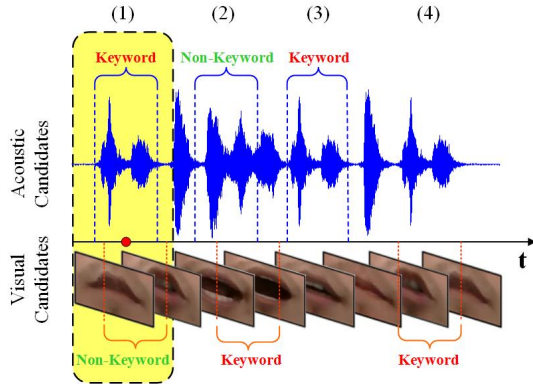 (1) (2) (3) (4)
Keyword Non-Keyword Keyword
Acoustic
Candidates
t
Visual
Candidates
Non-Keyword Keyword Keyword